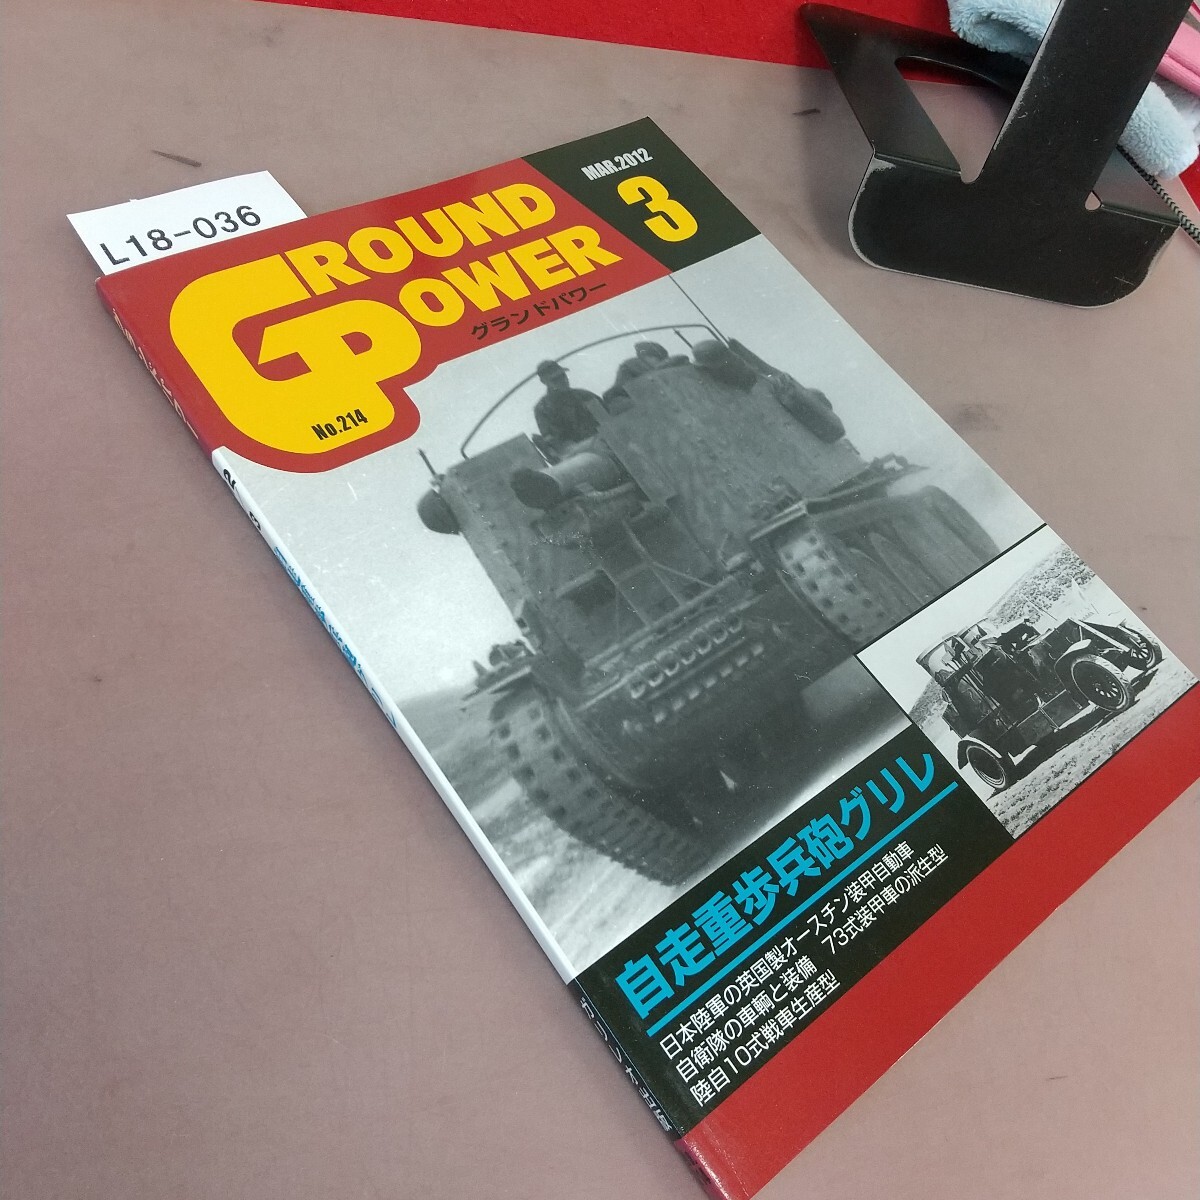 L18-036
GROUND
POWER
グランドパワー
No.214
MAR.2012
3
自走重歩兵砲グリレ
日本陸軍の英国製オースチン装甲自動車
自衛隊の車輌と装備 73式装甲車の派生型
陸自10式戦車生産型